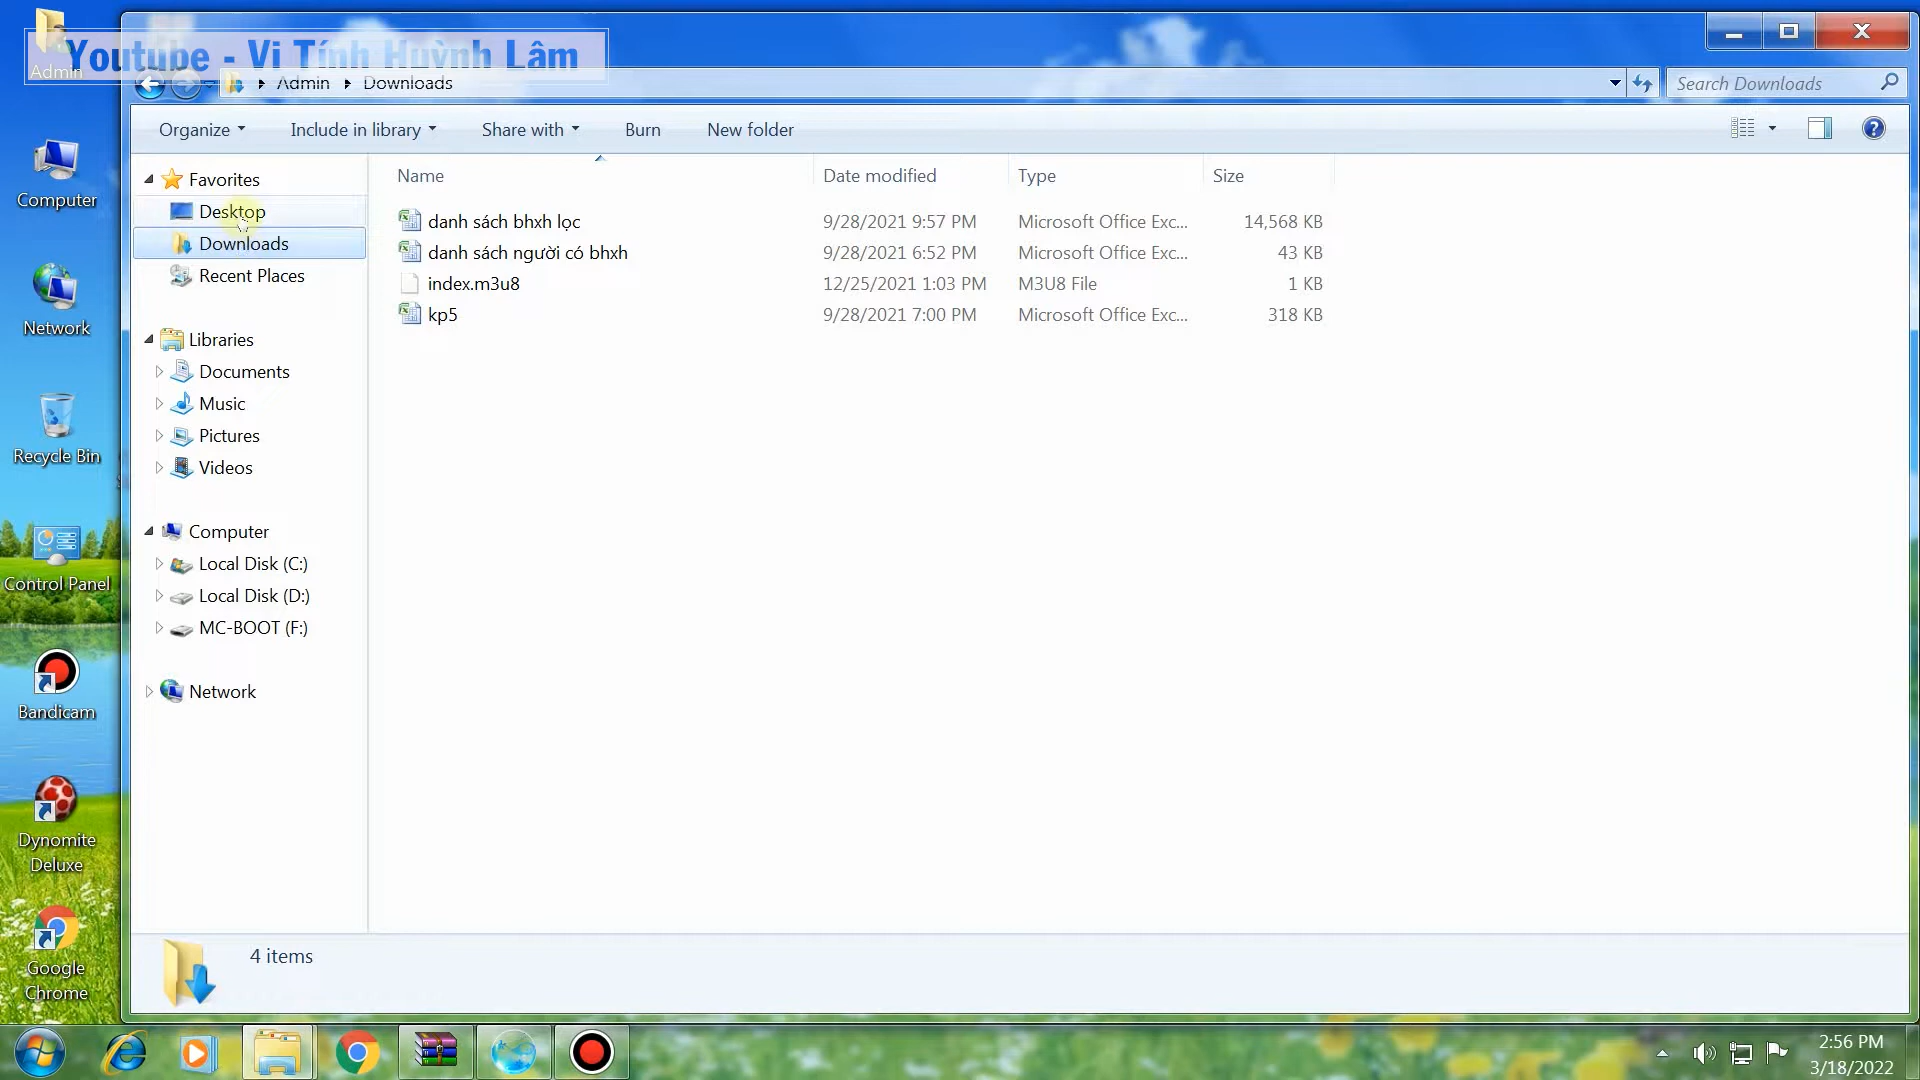 Youtube - Vi Tính Huỳnh Lâm
Admin
Admin
Downloads
Search Downloads
Organize
Include in library
Share with
Burn
New folder
Computer
Network
Recycle Bin
Control Panel
Bandicam
Dynomite
Deluxe
Google
Chrome
Favorites
Desktop
Downloads
Recent Places
Libraries
Documents
Music
Pictures
Videos
Computer
Local Disk (C:)
Local Disk (D:)
MC-BOOT (F:)
Network
Name Date modified Type Size
danh sách bhxh lọc 9/28/2021 9:57 PM Microsoft Office Exc... 14,568 KB
danh sách người có bhxh 9/28/2021 6:52 PM Microsoft Office Exc... 43 KB
index.m3u8 12/25/2021 1:03 PM M3U8 File 1 KB
kp5 9/28/2021 7:00 PM Microsoft Office Exc... 318 KB
4 items
2:56 PM
3/18/2022